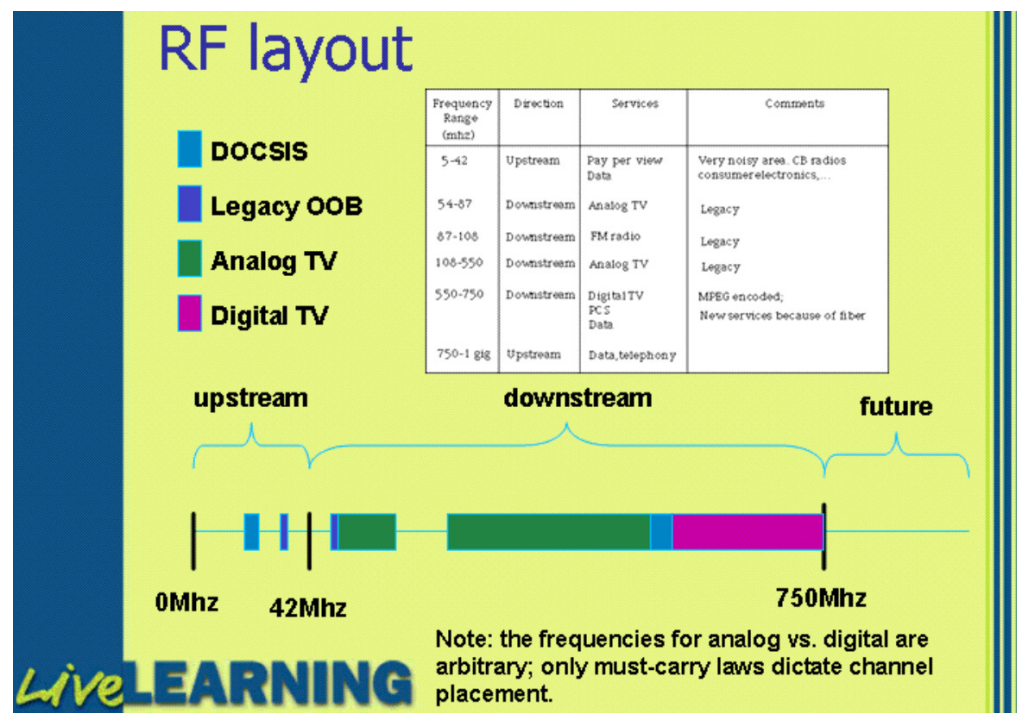 RF layout
DOCSIS
Legacy OOB
Analog TV
Digital TV
Frequency Range (mhz) Direction Services Comments
5-42 Upstream Pay per view Very noisy area. CB radios
Data consumerelectronics,...
54-87 Downstream Analog TV Legacy
87-108 Downstream FM radio Legacy
108-550 Downstream Analog TV Legacy
550-750 Downstream Digital TV MPEG encoded;
PCS New services because of fiber
Data
750-1 gig Upstream Data,telephony
upstream
downstream
future
0Mhz
42Mhz
750Mhz
Note: the frequencies for analog vs. digital are
arbitrary; only must-carry laws dictate channel
placement.
LiveLEARNING